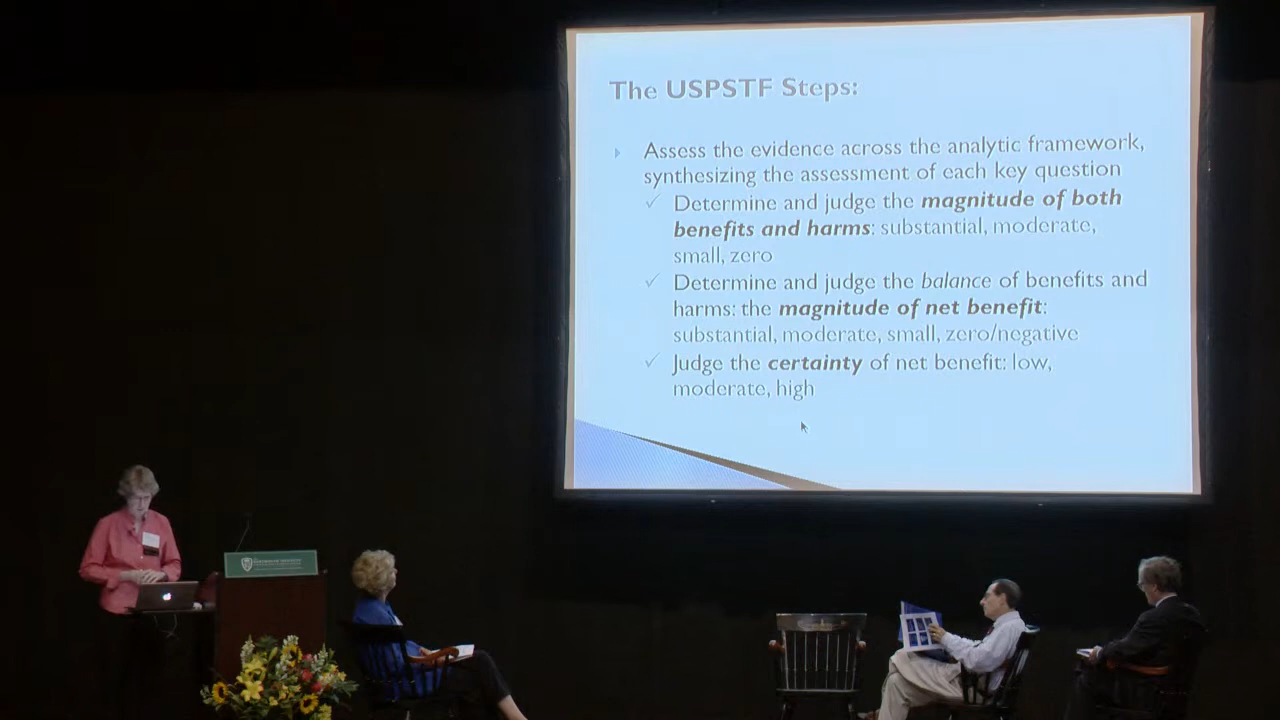 The USPSTF Steps:
Assess the evidence across the analytic framework,
synthesizing the assessment of each key question
Determine and judge the magnitude of both
benefits and harms: substantial, moderate,
small, zero
Determine and judge the balance of benefits and
harms: the magnitude of net benefit:
substantial, moderate, small, zero/negative
Judge the certainty of net benefit: low,
moderate, high